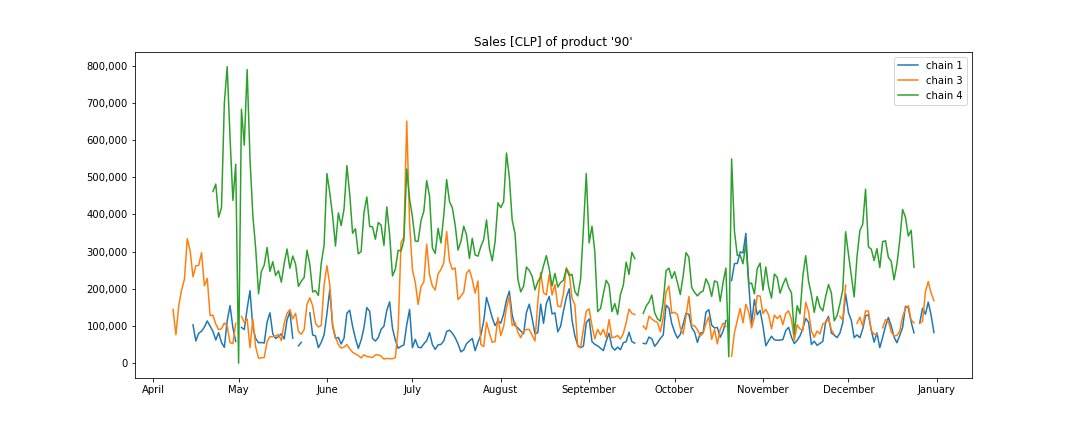 Sales [CLP] of product '90'
800,000
700,000
600,000
500,000
400,000
300,000
200,000
100,000
0
chain 1
chain 3
chain 4
April
May
June
July
August
September
October
November
December
January